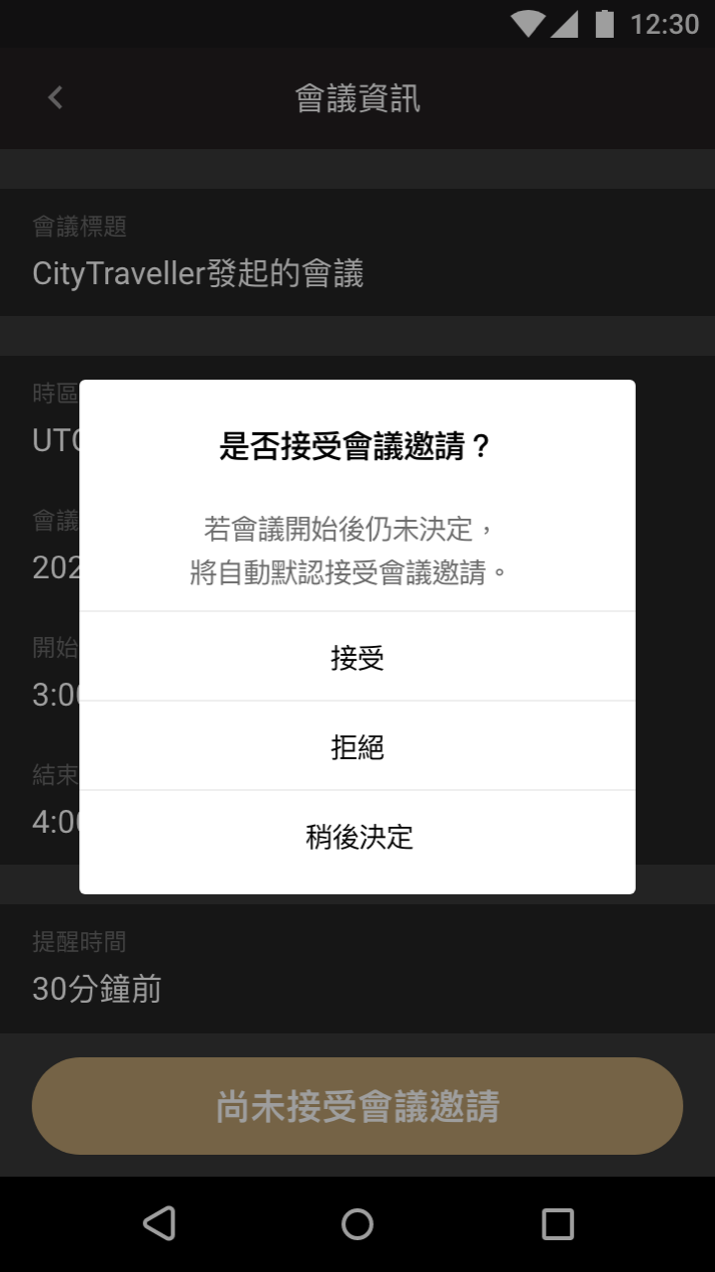 12:30
會議資訊
會議標題
CityTraveller發起的會議
時區
UTC
是否接受會議邀請？
會議
若會議開始後仍未決定，
202
將自動默認接受會議邀請。
開始
接受
3:00
拒絕
結束
4:00
稍後決定
提醒時間
30分鐘前
尚未接受會議邀請